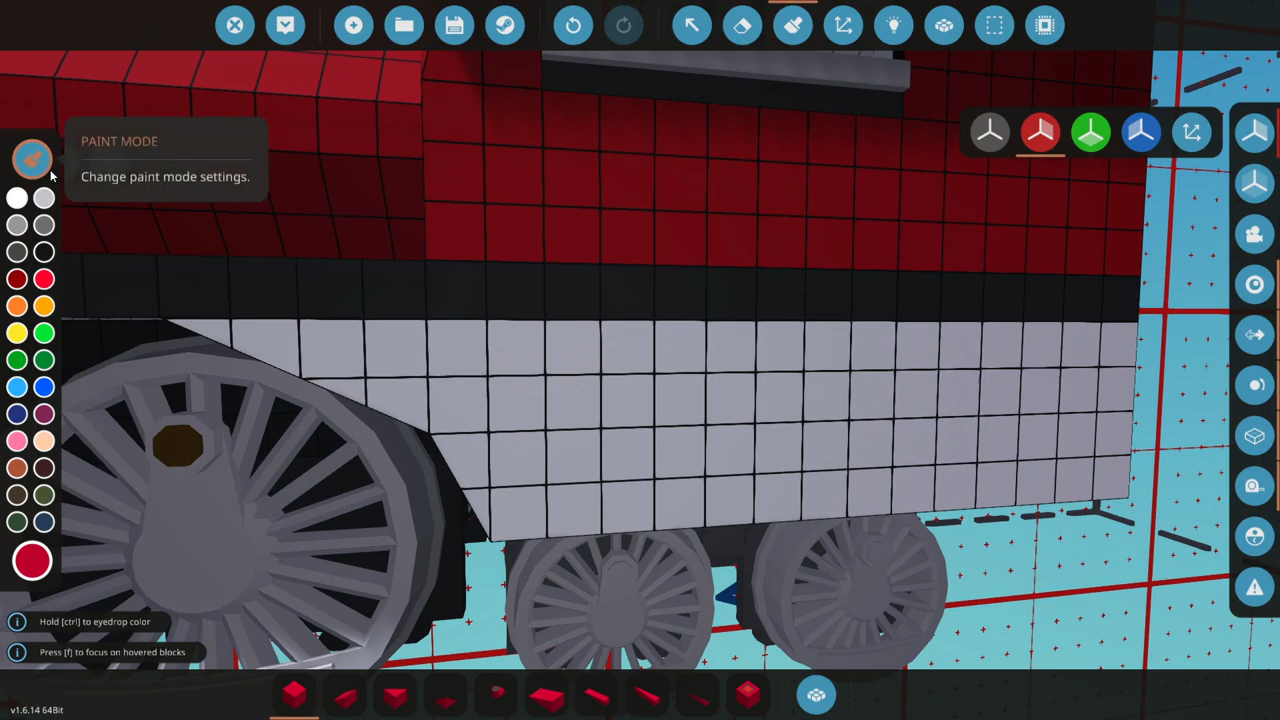 PAINT MODE
Change paint mode settings.
Hold [ctrl] to eyedrop color
Press [f] to focus on hovered blocks
v1.6.14 64Bit